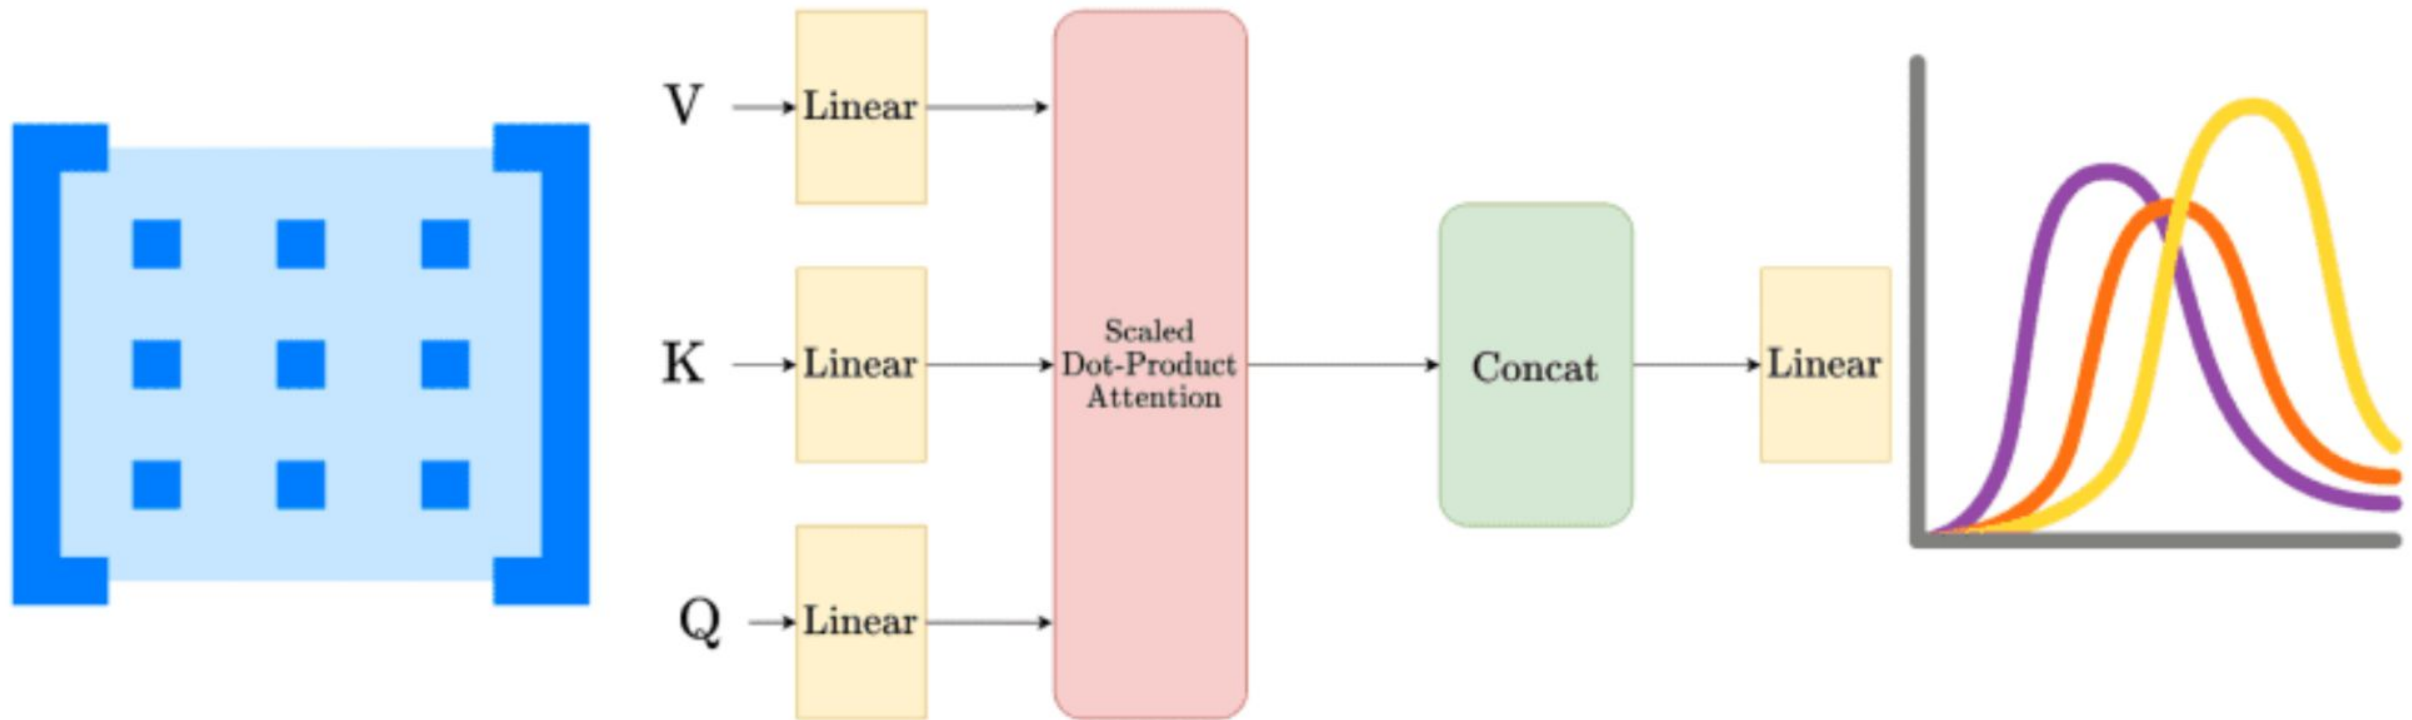 V
Linear
K
Linear
Q
Linear
Scaled
Dot-Product
Attention
Concat
Linear